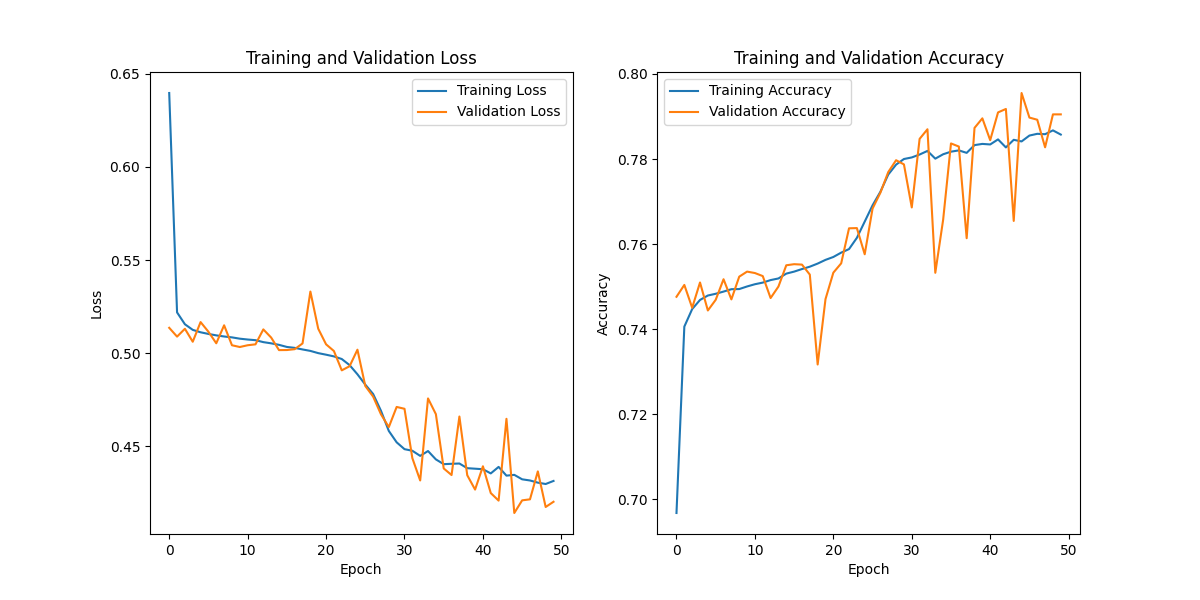 Training and Validation Loss
Training Loss
Validation Loss
0.65
0.60
0.55
0.50
0.45
Loss
0 10 20 30 40 50
Epoch
Training and Validation Accuracy
Training Accuracy
Validation Accuracy
0.80
0.78
0.76
0.74
0.72
0.70
Accuracy
0 10 20 30 40 50
Epoch